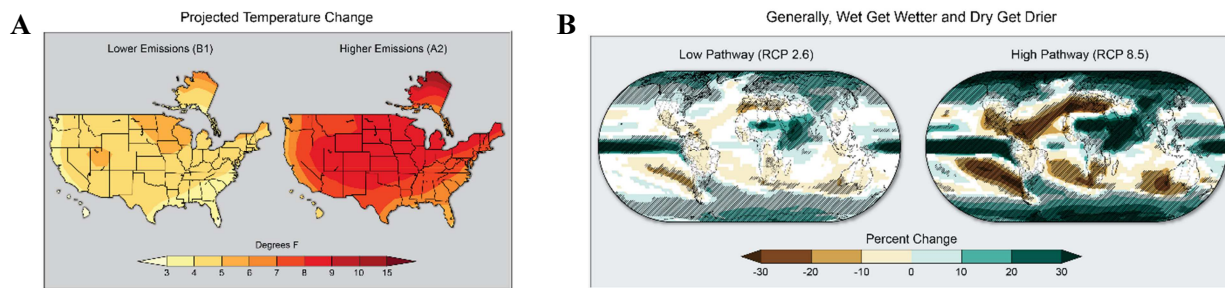 A
Projected Temperature Change
Lower Emissions (B1)
Higher Emissions (A2)
Degrees F
3 4 5 6 7 8 9 10 15
B
Generally, Wet Get Wetter and Dry Get Drier
Low Pathway (RCP 2.6)
High Pathway (RCP 8.5)
Percent Change
-30 -20 -10 0 10 20 30